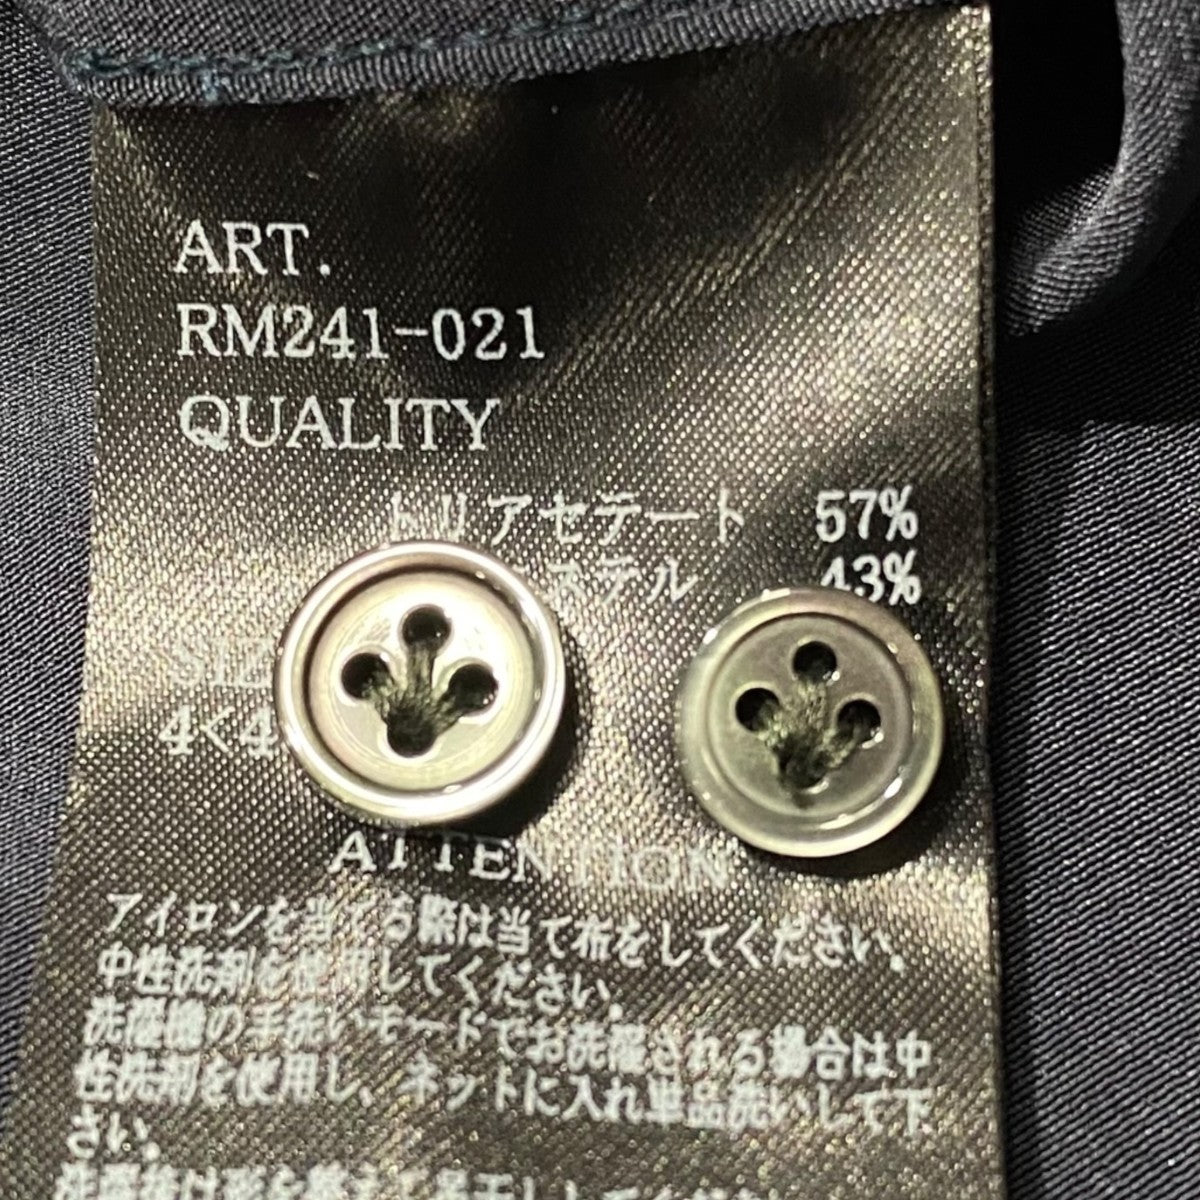 ART.
RM241-021
QUALITY
トリアセテート 57%
ステル 43%
SIZ
4<4
ATTENTION
アイロンを当てる際は当て布をしてください。
中性洗剤を使用してください。
洗濯機の手洗いモードでお洗濯される場合は中
性洗剤を使用し、ネットに入れ単品洗いして下
さい。